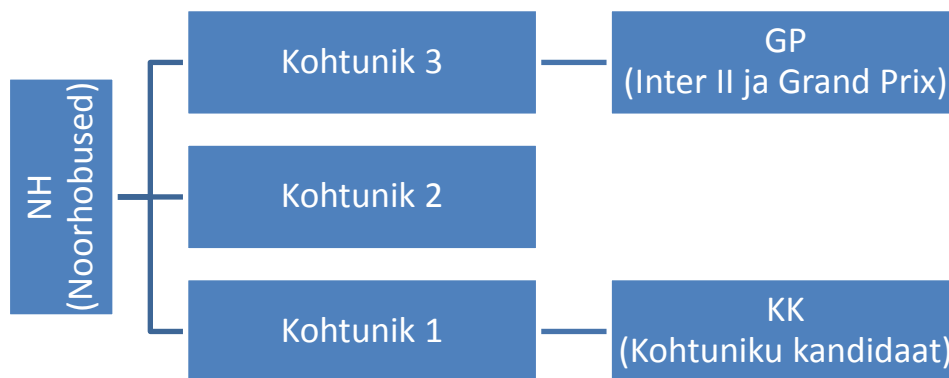 NH
(Noorhobused)
Kohtunik 3
GP
(Inter II ja Grand Prix)
Kohtunik 2
Kohtunik 1
KK
(Kohtuniku kandidaat)